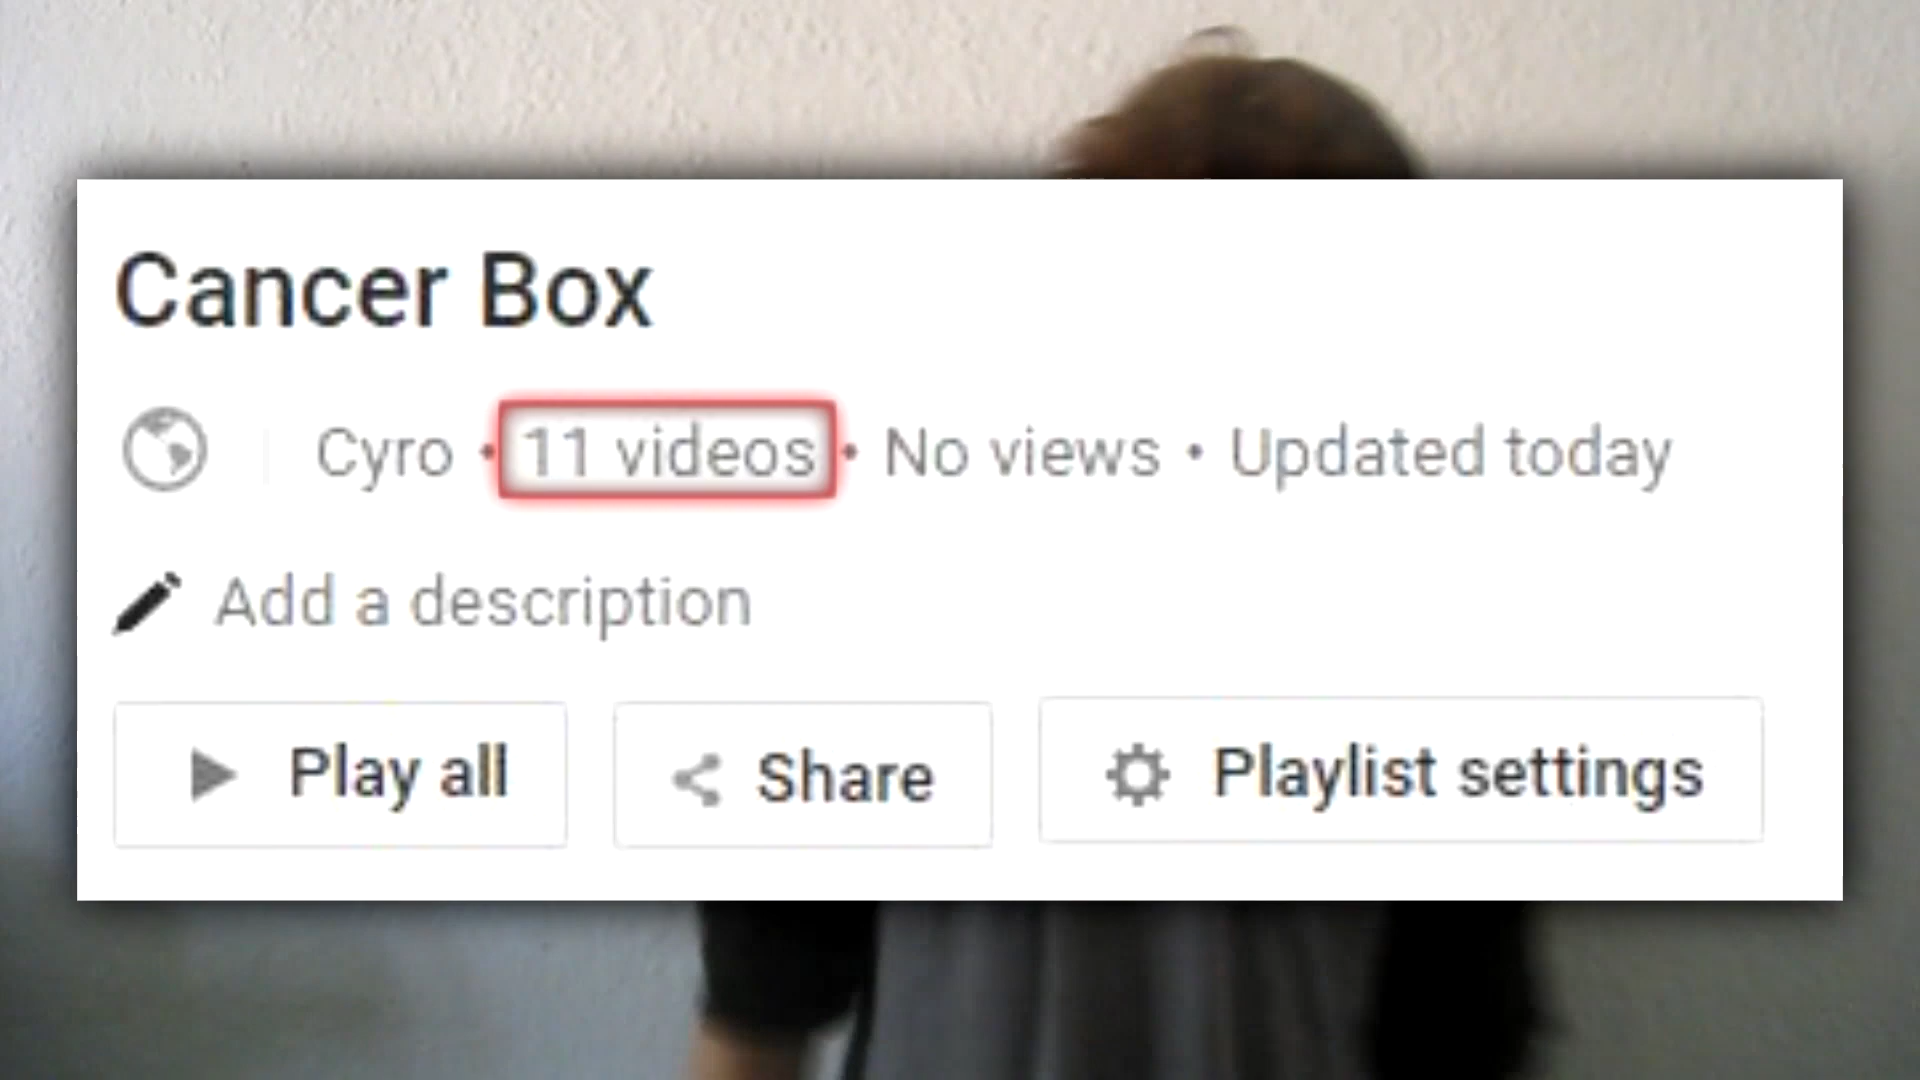 Cancer Box
Cyro • 11 videos • No views • Updated today
Add a description
Play all
Share
Playlist settings